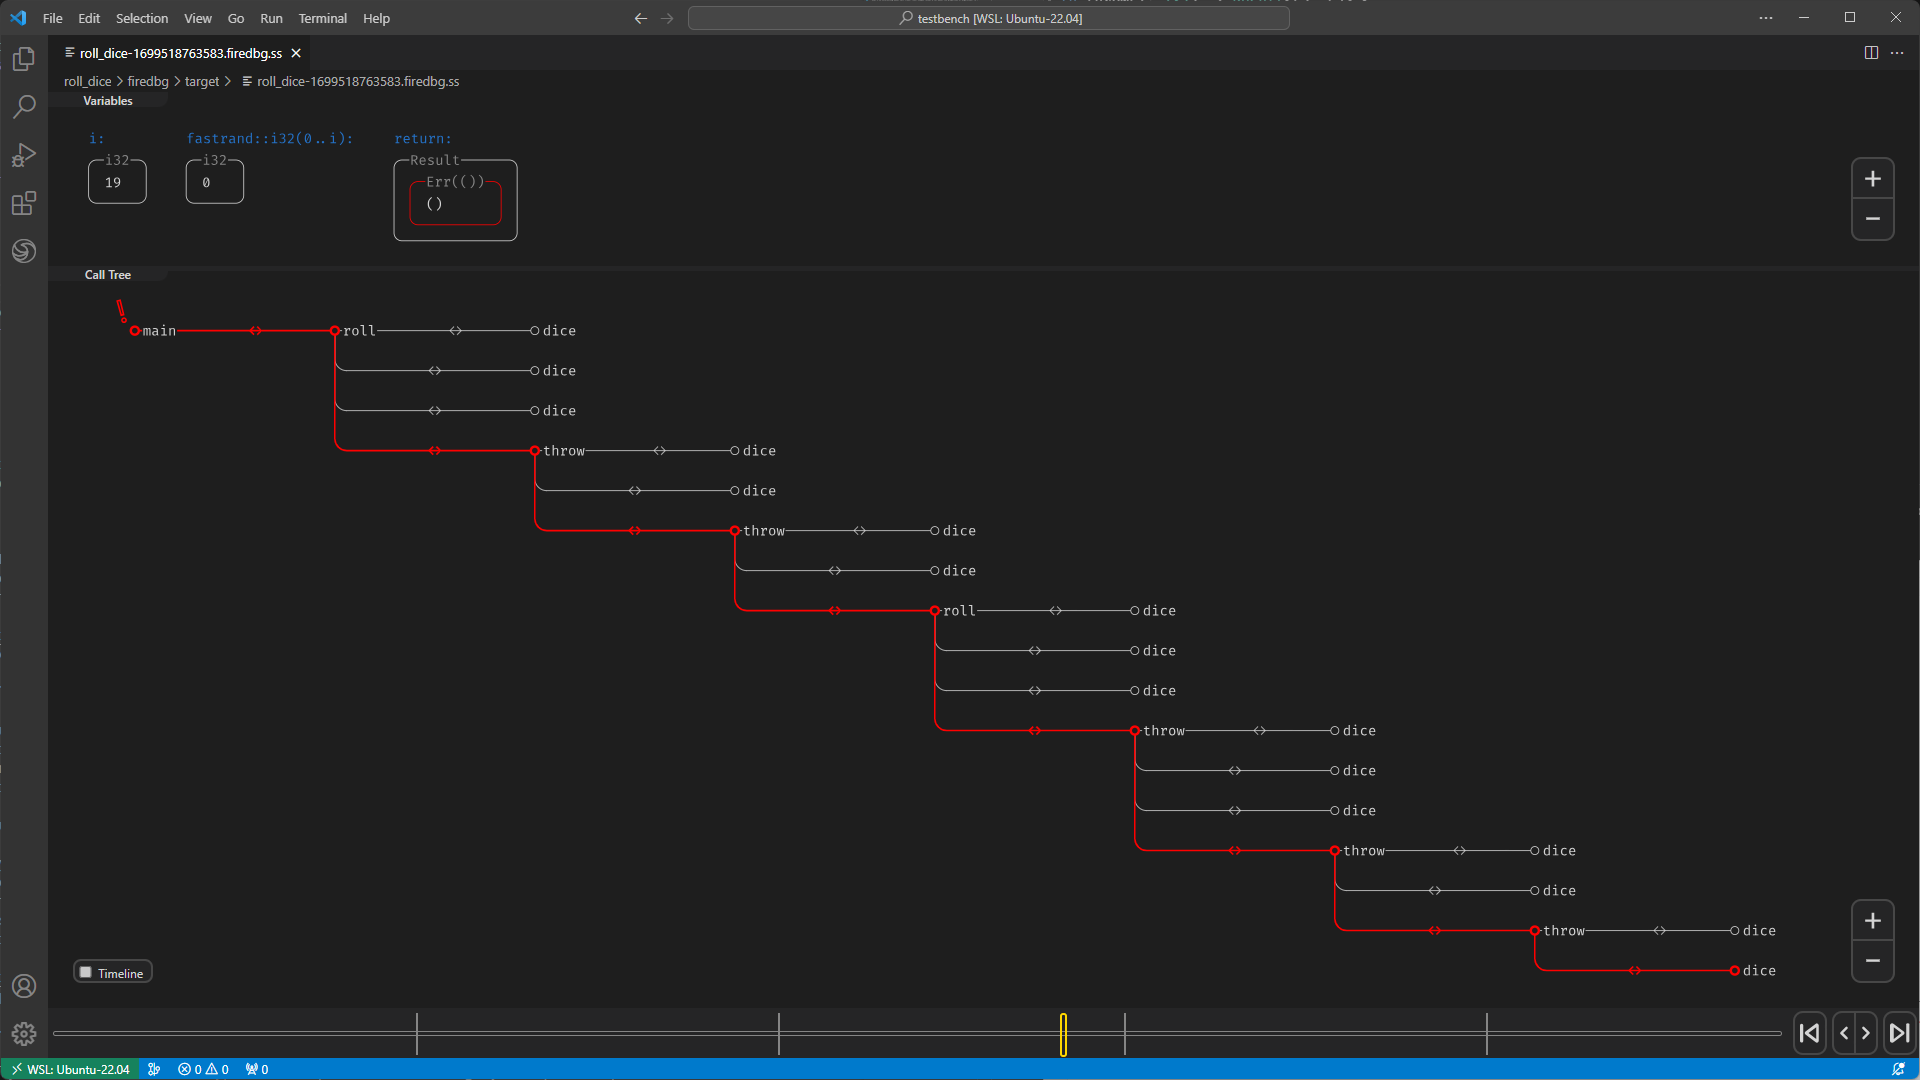 File Edit Selection View Go Run Terminal Help
testbench [WSL: Ubuntu-22.04]
roll_dice-1699518763583.firedbg.ss
roll_dice > firedbg > target > roll_dice-1699518763583.firedbg.ss
Variables
i: fastrand::i32(0..i): return:
i32 i32 Result
19 0 Err(())
()
Call Tree
!
main <> roll <> dice
<> dice
<> dice
<> throw <> dice
<> dice
<> throw <> dice
<> dice
<> roll <> dice
<> dice
<> dice
<> throw <> dice
<> dice
<> dice
<> throw <> dice
<> dice
<> throw <> dice
<> dice
Timeline
WSL: Ubuntu-22.04 0 0 0